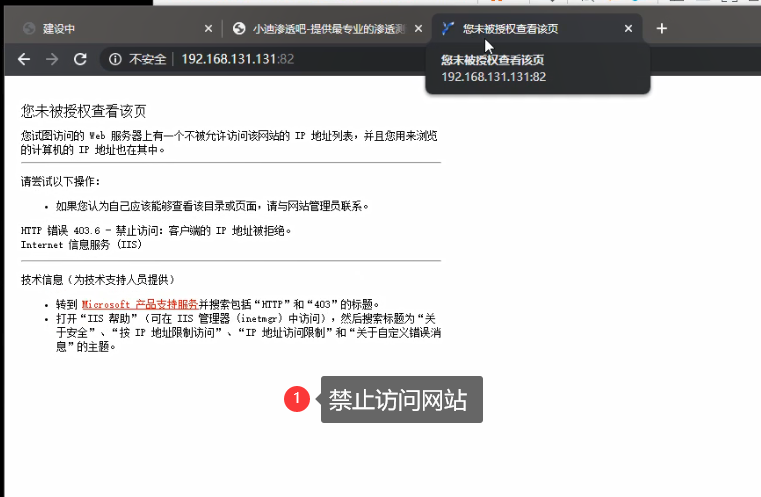 建设中
小迪渗透吧-提供最专业的渗透测
您未被授权查看该页
不安全 192.168.131.131:82
您未被授权查看该页
192.168.131.131:82
您未被授权查看该页
您试图访问的 Web 服务器上有一个不被允许访问该网站的 IP 地址列表，并且您用来浏览
的计算机的 IP 地址也在其中。
请尝试以下操作：
• 如果您认为自己应该能够查看该目录或页面，请与网站管理员联系。
HTTP 错误 403.6 - 禁止访问：客户端的 IP 地址被拒绝。
Internet 信息服务 (IIS)
技术信息（为技术支持人员提供）
• 转到 Microsoft 产品支持服务并搜索包括“HTTP”和“403”的标题。
• 打开“IIS 帮助”（可在 IIS 管理器 (inetmgr) 中访问），然后搜索标题为“关
于安全”、“按 IP 地址限制访问”、“IP 地址访问限制”和“关于自定义错误消
息”的主题。
1 禁止访问网站